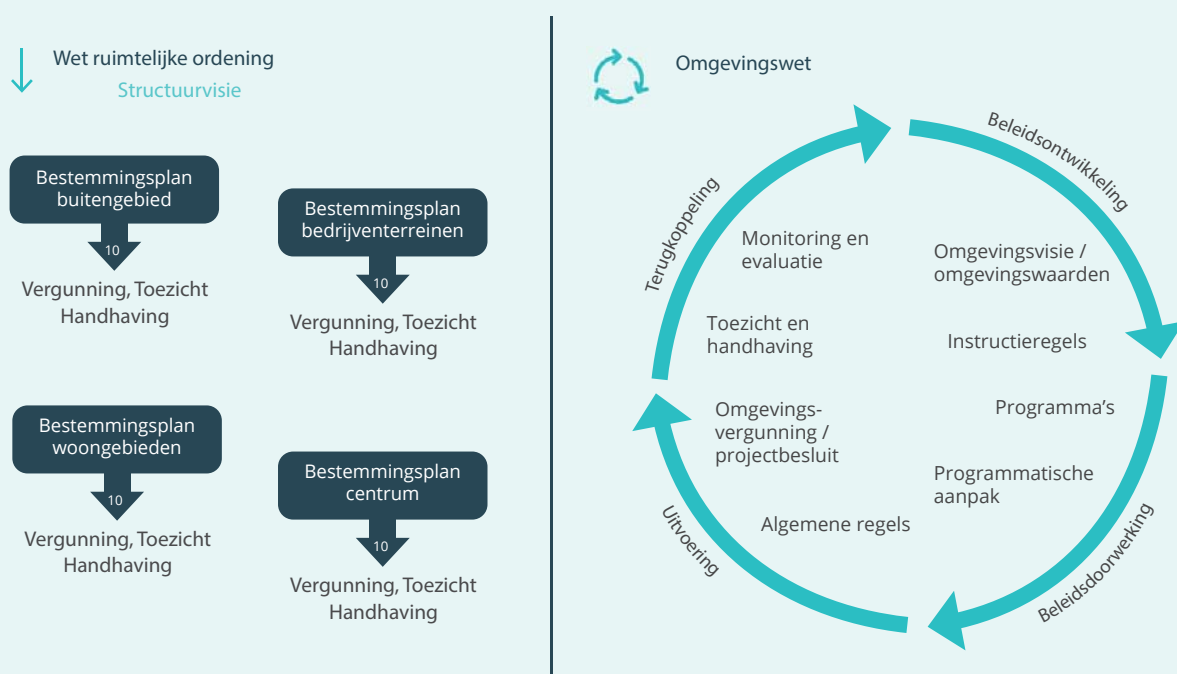 Wet ruimtelijke ordening
Structuurvisie
Bestemmingsplan
buitengebied
10
Vergunning, Toezicht
Handhaving
Bestemmingsplan
bedrijventerreinen
10
Vergunning, Toezicht
Handhaving
Bestemmingsplan
woongebieden
10
Vergunning, Toezicht
Handhaving
Bestemmingsplan
centrum
10
Vergunning, Toezicht
Handhaving
Omgevingswet
Beleidsontwikkeling
Omgevingsvisie /
omgevingswaarden
Instructieregels
Programma’s
Programmatische
aanpak
Beleidsdoorwerking
Algemene regels
Uitvoering
Omgevings-
vergunning /
projectbesluit
Toezicht en
handhaving
Monitoring en
evaluatie
Terugkoppeling